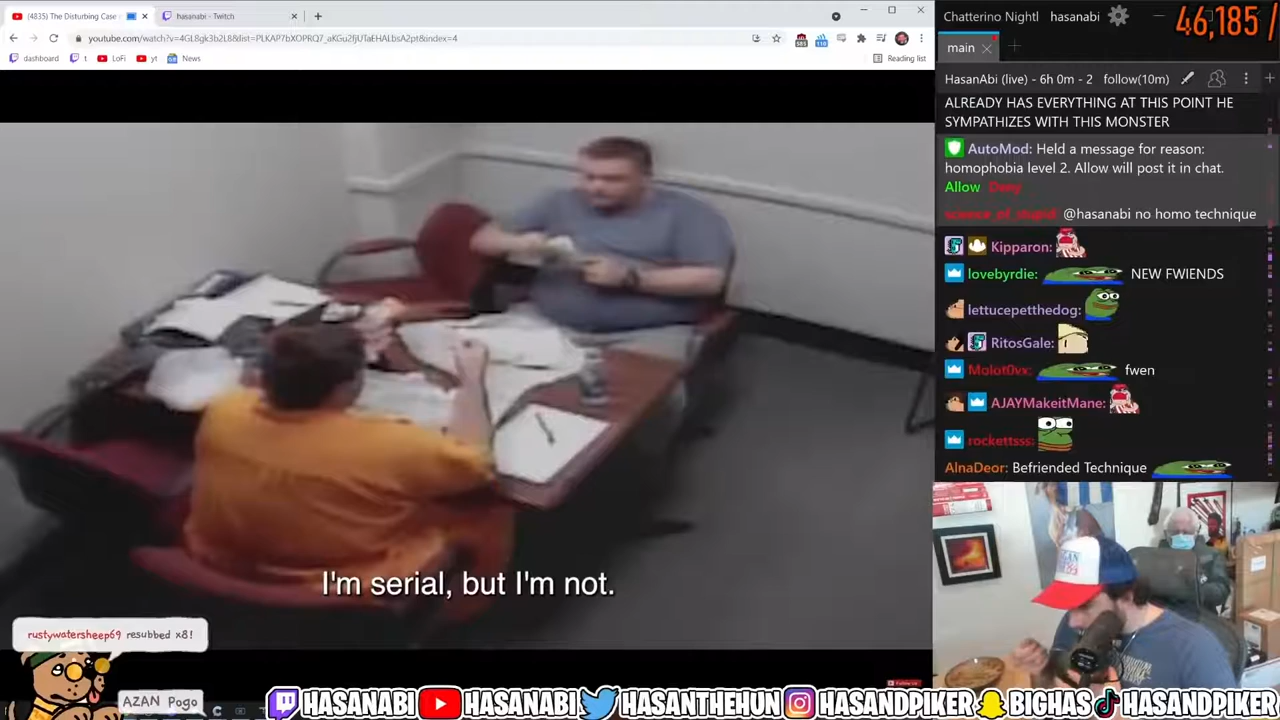 (4835) The Disturbing Case
hasanabi - Twitch
youtube.com/watch?v=4GL8gk3b2L8&list=PLKAP7bXOPRQ7_aKGu2fjUTaEHALbsA2pt&index=4
dashboard
1
LoFi
yt
News
Reading list
Chatterino Nightl
hasanabi
46,185 /
main
HasanAbi (live) - 6h 0m - 2
follow(10m)
ALREADY HAS EVERYTHING AT THIS POINT HE
SYMPATHIZES WITH THIS MONSTER
AutoMod: Held a message for reason:
homophobia level 2. Allow will post it in chat.
Allow Deny
science_of_stupid: @hasanabi no homo technique
Kipparon:
lovebyrdie: NEW FWIENDS
lettucepetthedog:
RitosGale:
Molot0vx: fwen
AJAYMakeitMane:
rockettsss:
AlnaDeor: Befriended Technique
I'm serial, but I'm not.
rustywatersheep69 resubbed x8!
AZAN Pogo
HASANABI
HASANABI
HASANTHEHUN
HASANDPIKER
BIGHAS
HASANDPIKER